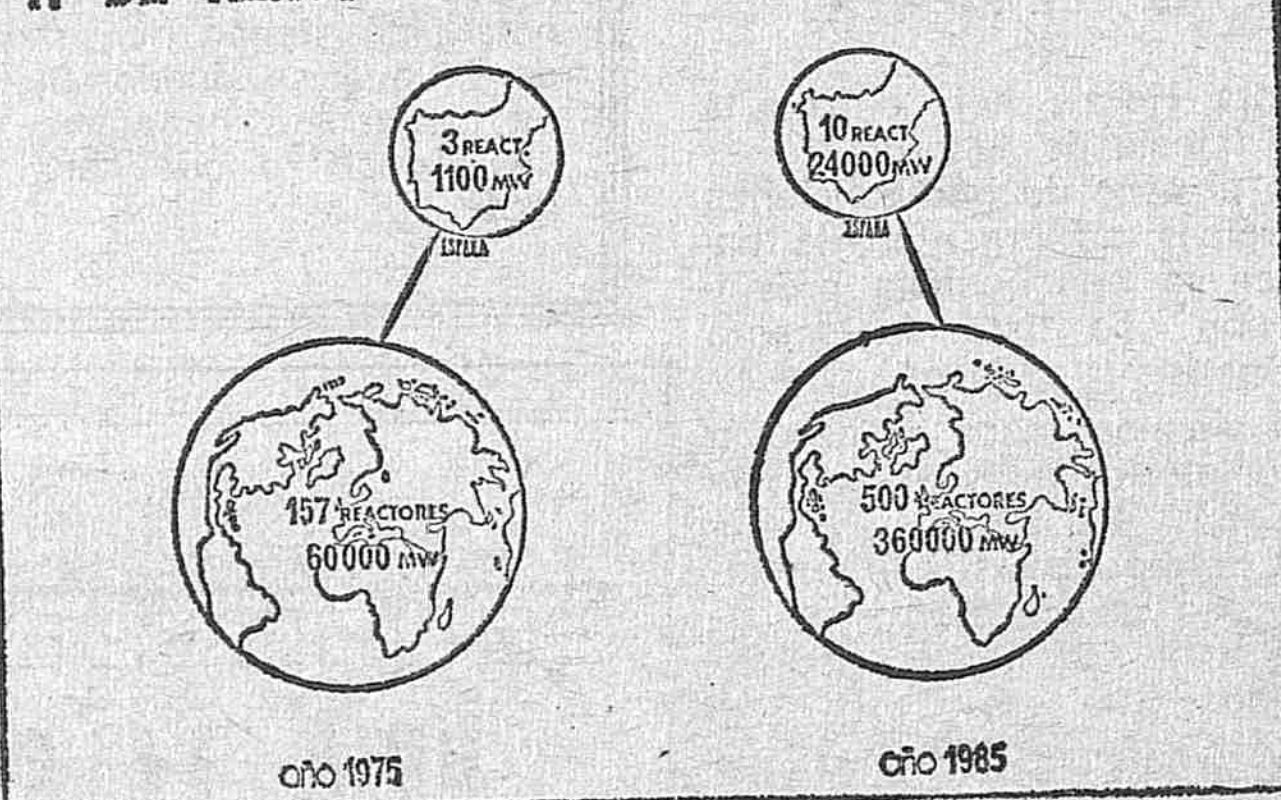 3 REACT.
1100 MW
ESPAÑA
157 REACTORES
60000 MW
año 1975
10 REACT.
24000 MW
ESPAÑA
500 REACTORES
360000 MW
año 1985